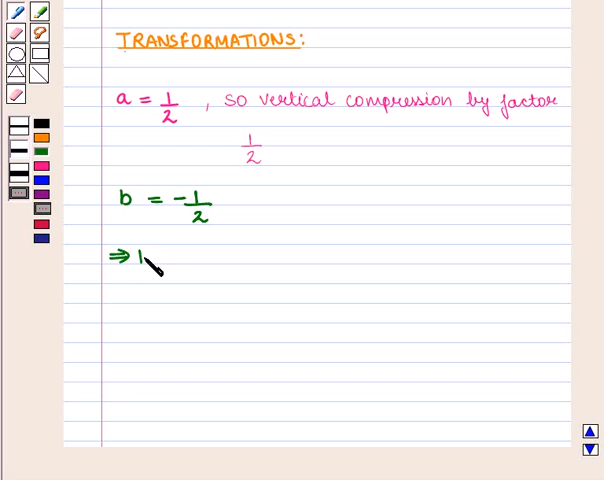 TRANSFORMATIONS:
a = 1/2 , so vertical compression by factor
1/2
b = -1/2
⇒ |